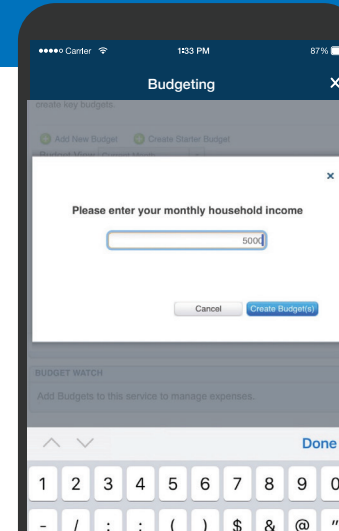 Carrier 1:33 PM 87%
Budgeting ×
create key budgets.
Add New Budget Create Starter Budget
×
Please enter your monthly household income
5000
Cancel Create Budget(s)
BUDGET WATCH
Add Budgets to this service to manage expenses.
Done
1 2 3 4 5 6 7 8 9 0
- / : ; ( ) $ & @ "